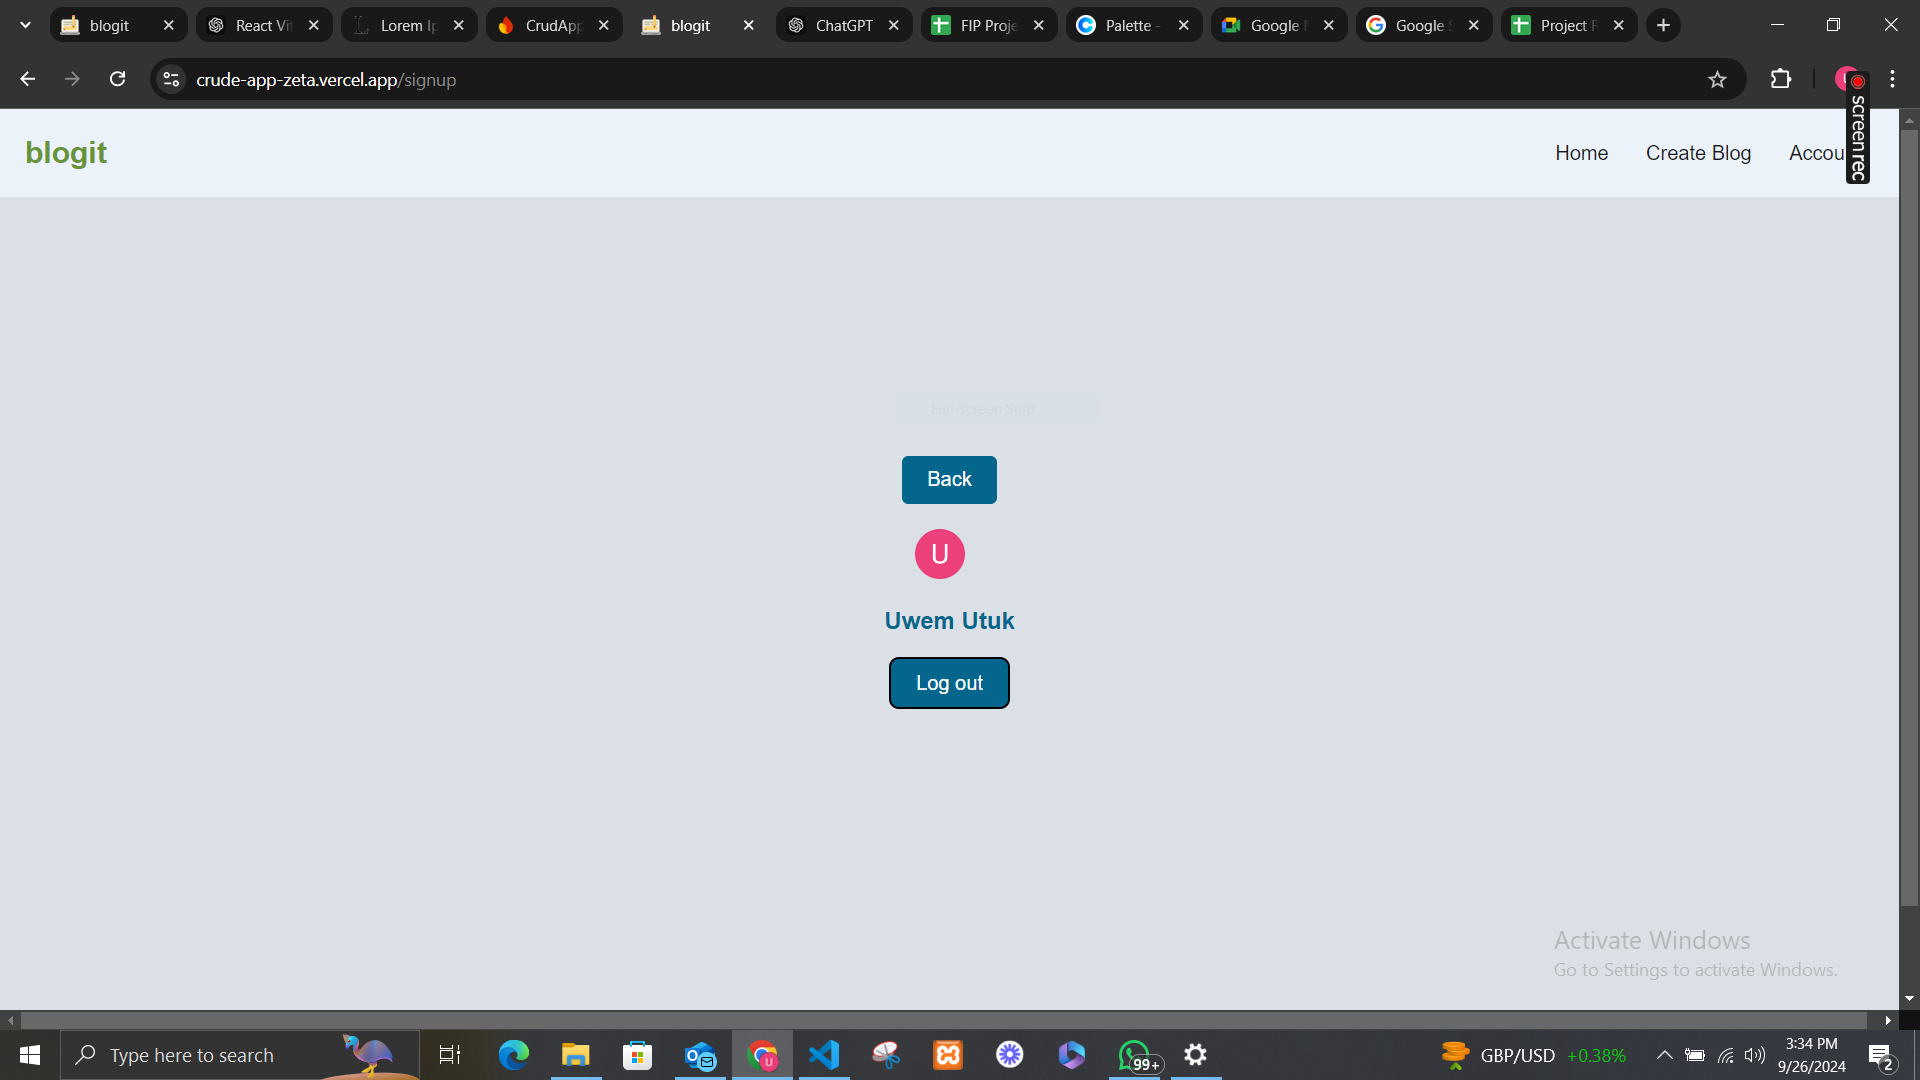 blogit
React Vi
Lorem Ip
CrudApp
blogit
ChatGPT
FIP Proje
Palette -
Google
Google
Project R
crude-app-zeta.vercel.app/signup
screenrec
blogit
Home
Create Blog
Accou
Full-screen Snip
Back
U
Uwem Utuk
Log out
Activate Windows
Go to Settings to activate Windows.
Type here to search
99+
GBP/USD +0.38%
3:34 PM
9/26/2024
2